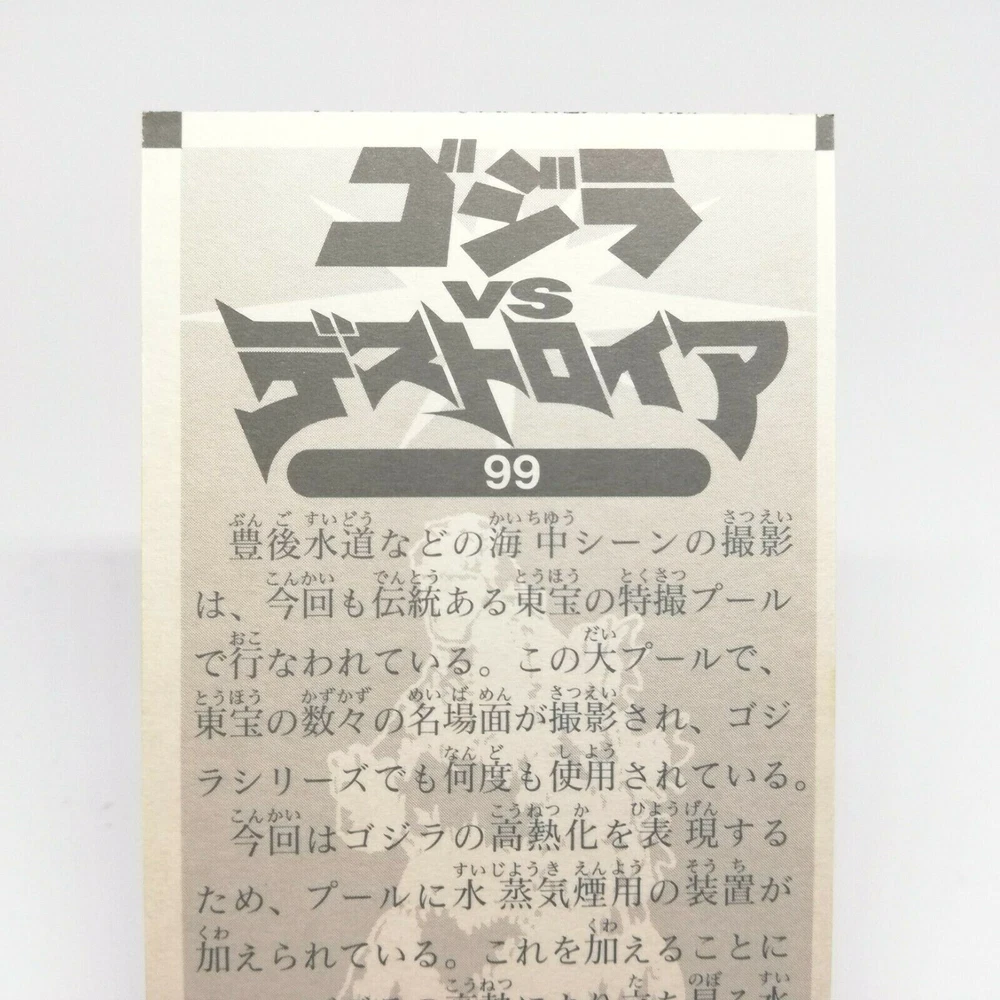 ゴジラ
VS
デストロイア
99
豊後水道などの海中シーンの撮影
は、今回も伝統ある東宝の特撮プール
で行なわれている。この大プールで、
東宝の数々の名場面が撮影され、ゴジ
ラシリーズでも何度も使用されている。
今回はゴジラの高熱化を表現する
ため、プールに水蒸気煙用の装置が
加えられている。これを加えることに